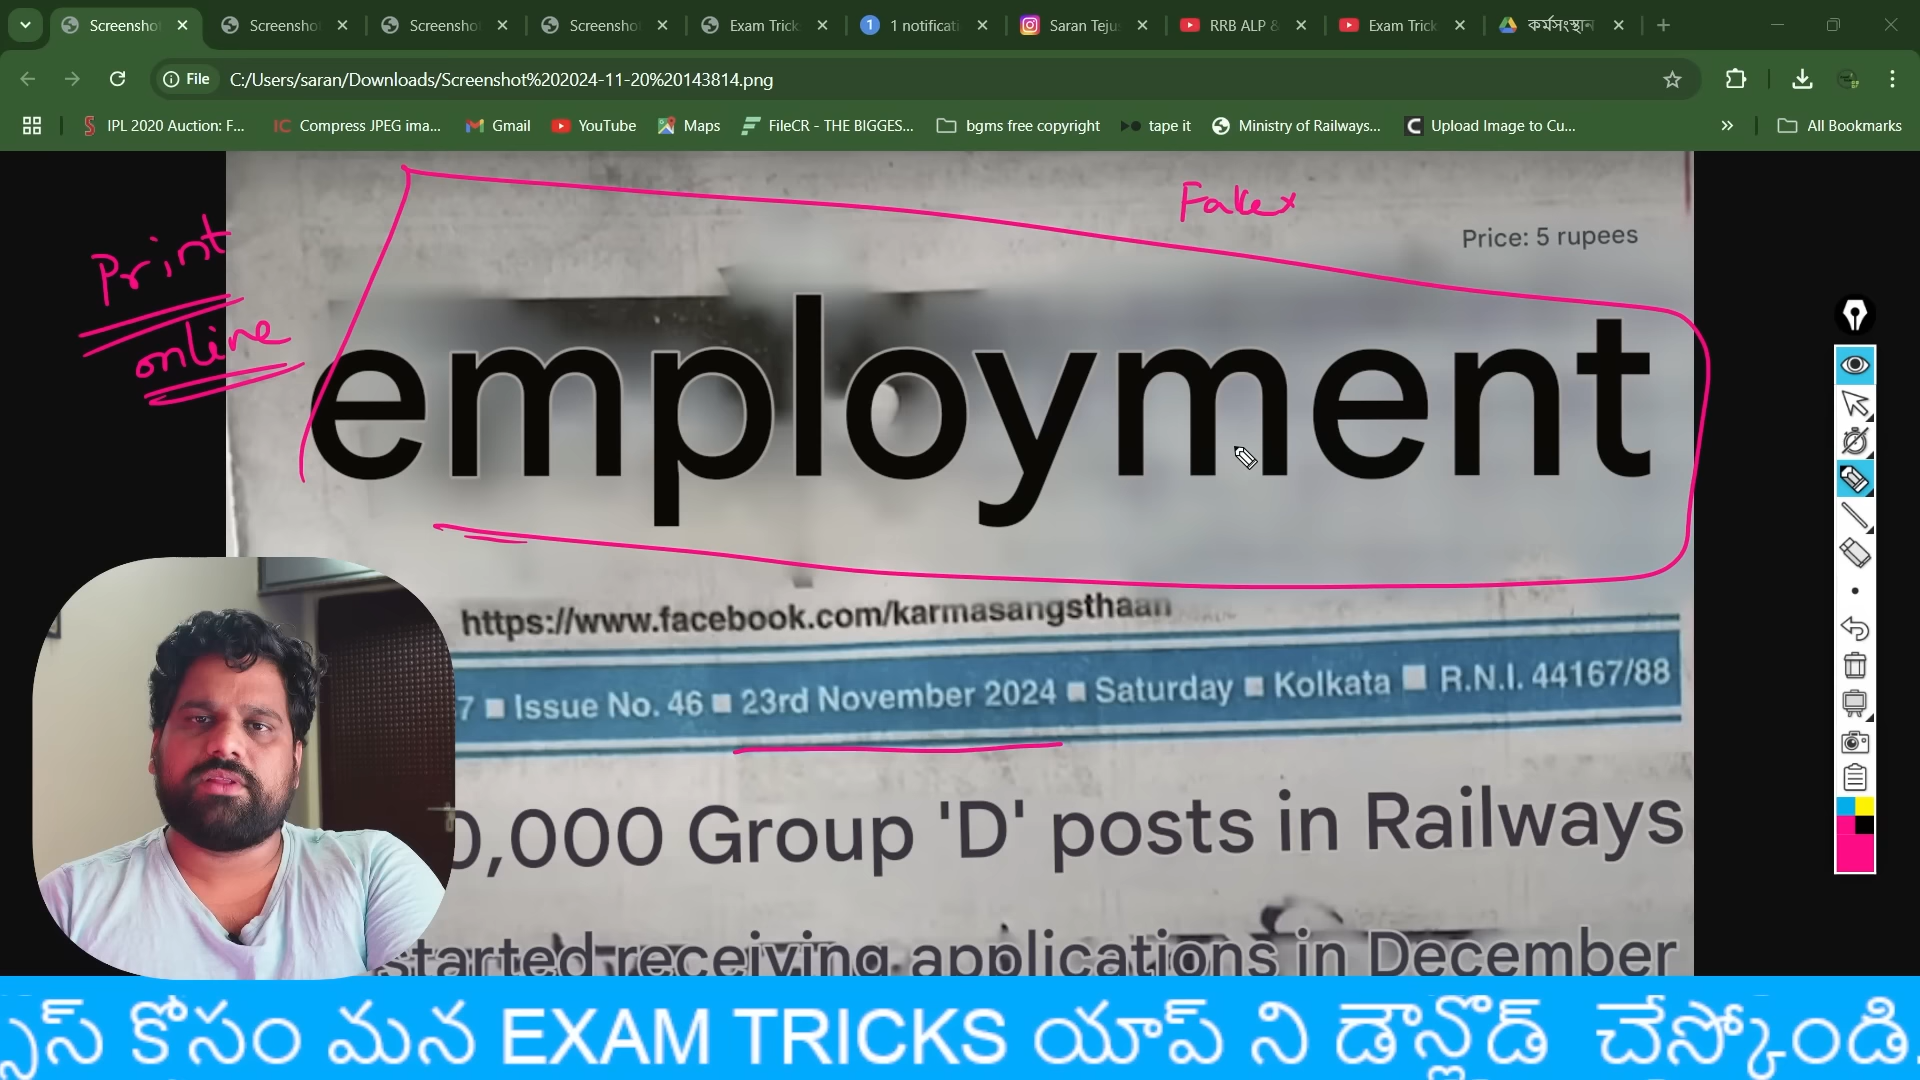 Screenshot
Screenshot
Screenshot
Screenshot
Exam Trick
1 notificati
Saran Teju
RRB ALP &
Exam Trick
কর্মসংস্থান
File
C:/Users/saran/Downloads/Screenshot%202024-11-20%20143814.png
IPL 2020 Auction: F...
Compress JPEG ima...
Gmail
YouTube
Maps
FileCR - THE BIGGES...
bgms free copyright
tape it
Ministry of Railways...
Upload Image to Cu...
All Bookmarks
Fake
Price: 5 rupees
Print
online
employment
https://www.facebook.com/karmasangsthaan
7 ■ Issue No. 46 ■ 23rd November 2024 ■ Saturday ■ Kolkata ■ R.N.I. 44167/88
0,000 Group 'D' posts in Railways
started receiving applications in December
కోసం మన EXAM TRICKS యాప్ ని డౌన్లొడ్ చేస్కోండి.